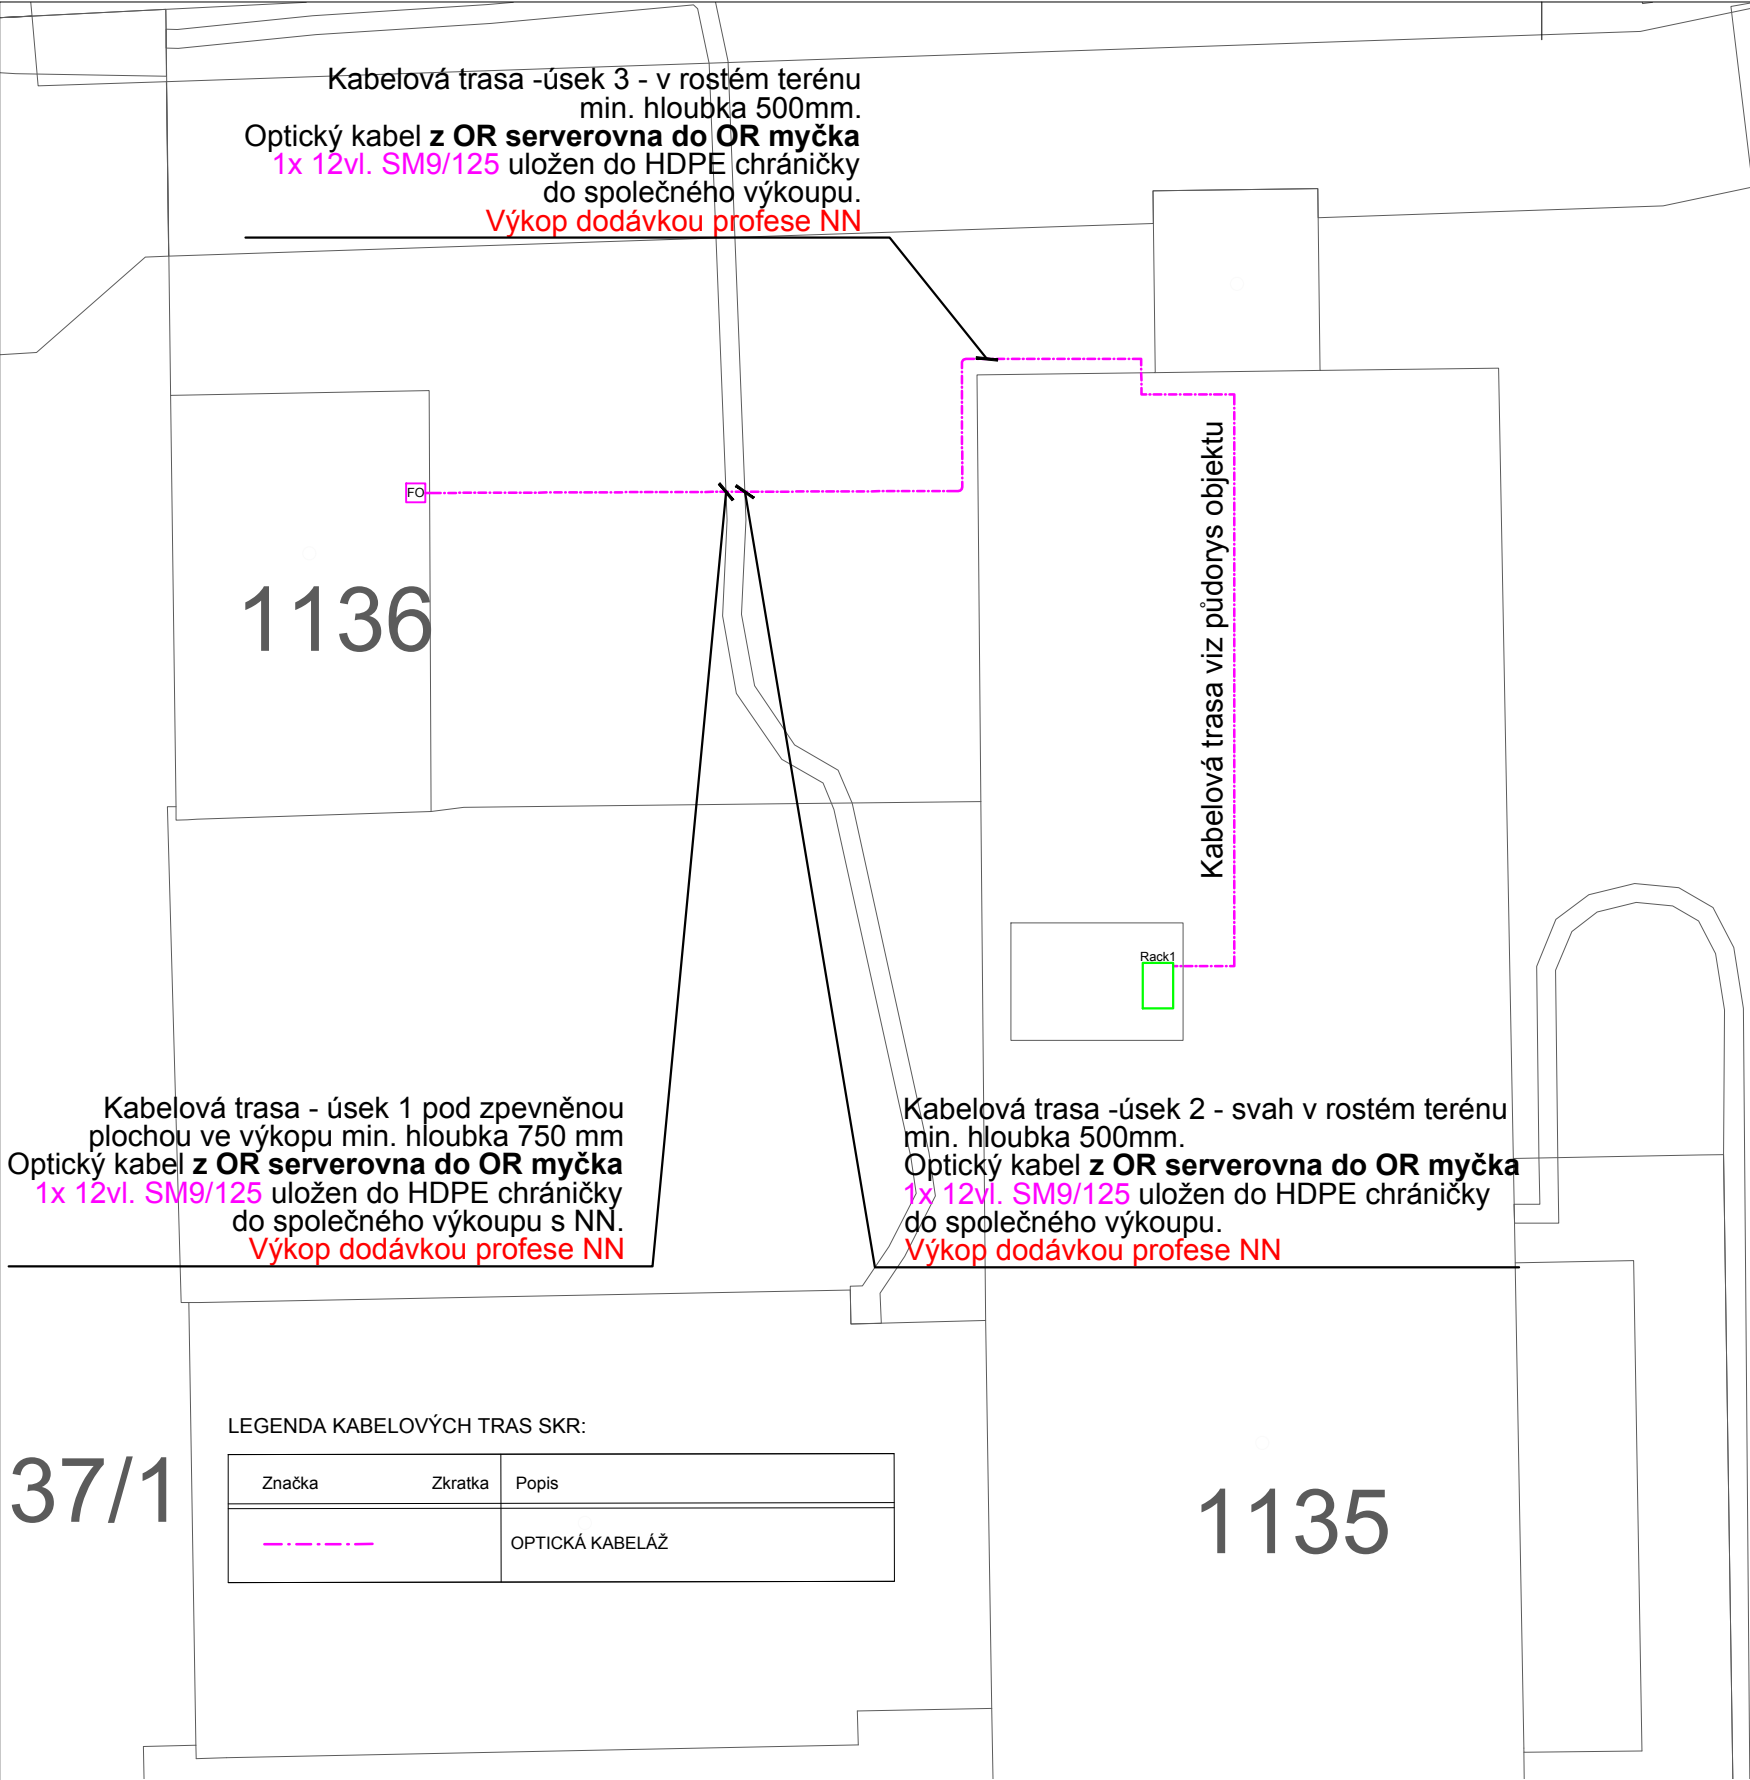 Kabelová trasa -úsek 3 - v rostém terénu
min. hloubka 500mm.
Optický kabel z OR serverovna do OR myčka
1x 12vl. SM9/125 uložen do HDPE chráničky
do společného výkoupu.
Výkop dodávkou profese NN
FO
1136
Kabelová trasa viz půdorys objektu
Rack1
Kabelová trasa - úsek 1 pod zpevněnou
plochou ve výkopu min. hloubka 750 mm
Optický kabel z OR serverovna do OR myčka
1x 12vl. SM9/125 uložen do HDPE chráničky
do společného výkoupu s NN.
Výkop dodávkou profese NN
Kabelová trasa -úsek 2 - svah v rostém terénu
min. hloubka 500mm.
Optický kabel z OR serverovna do OR myčka
1x 12vl. SM9/125 uložen do HDPE chráničky
do společného výkoupu.
Výkop dodávkou profese NN
LEGENDA KABELOVÝCH TRAS SKR:
Značka Zkratka Popis
OPTICKÁ KABELÁŽ
37/1
1135